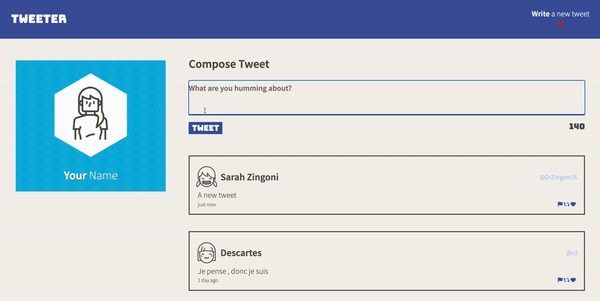 TWEETER
Write a new tweet
Your Name
Compose Tweet
What are you humming about?
TWEET
140
Sarah Zingoni
@DrZingoni76
A new tweet
just now
Descartes
@rd
Je pense , donc je suis
1 day ago